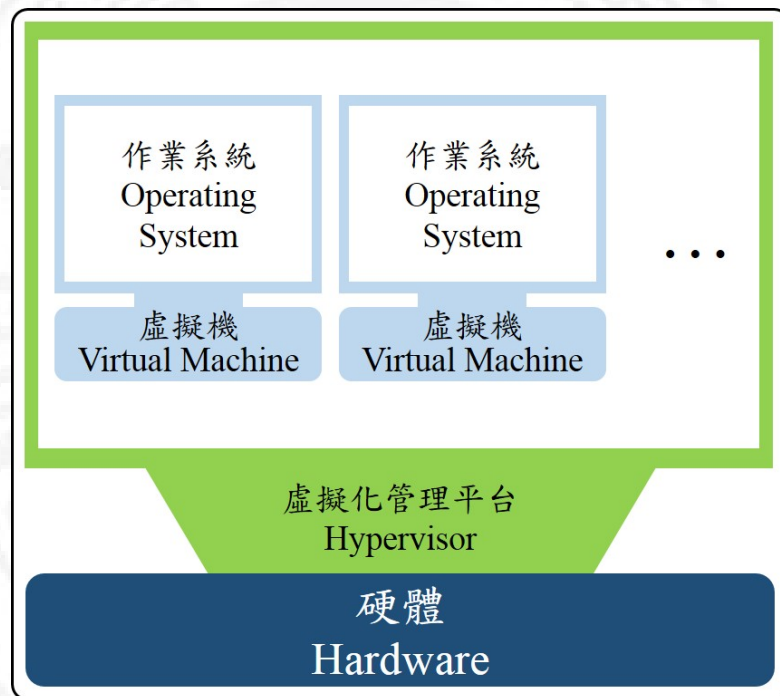 作業系統
Operating
System
作業系統
Operating
System
...
虛擬機
Virtual Machine
虛擬機
Virtual Machine
虛擬化管理平台
Hypervisor
硬體
Hardware